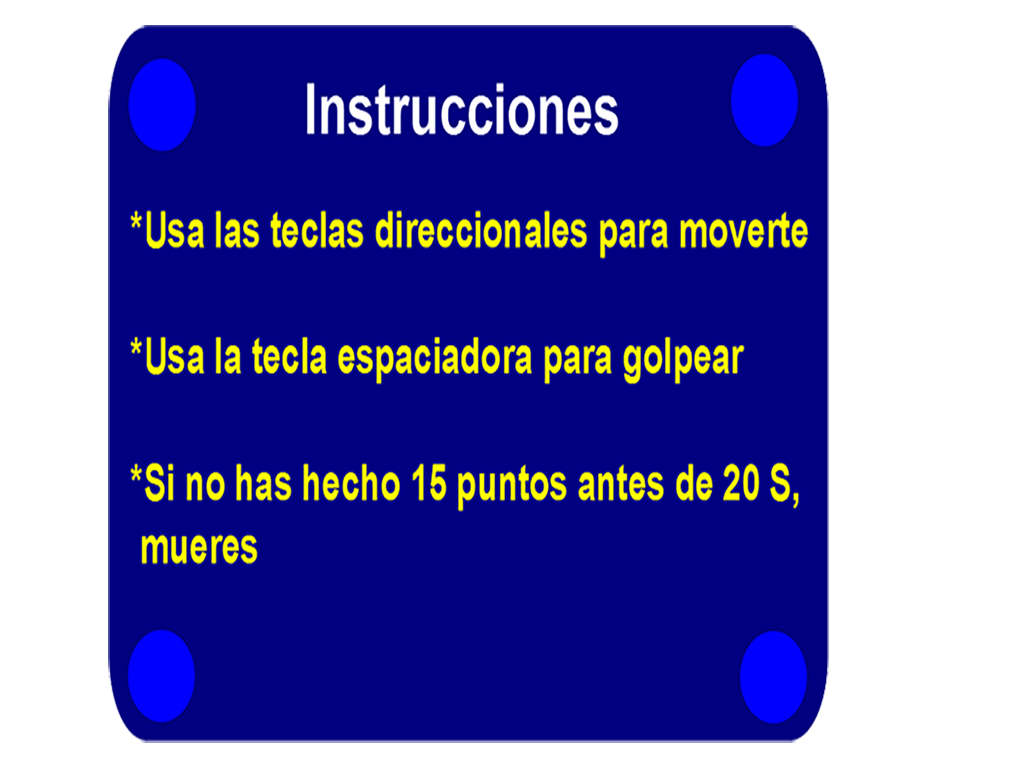 Instrucciones
*Usa las teclas direccionales para moverte
*Usa la tecla espaciadora para golpear
*Si no has hecho 15 puntos antes de 20 S,
mueres